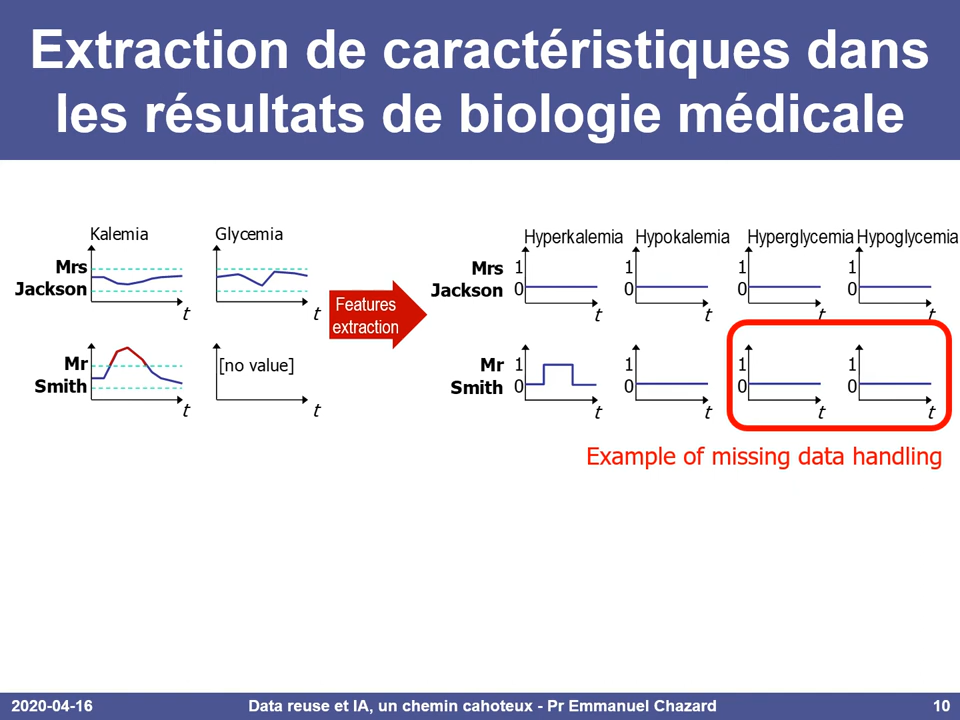 Extraction de caractéristiques dans
les résultats de biologie médicale
Kalemia
Glycemia
Mrs
Jackson
t
t
Mr
Smith
[no value]
t
t
Features
extraction
Hyperkalemia
Hypokalemia
Hyperglycemia
Hypoglycemia
Mrs
Jackson
1
0
t
1
0
t
1
0
t
1
0
t
Mr
Smith
1
0
t
1
0
t
1
0
t
1
0
t
Example of missing data handling
2020-04-16
Data reuse et IA, un chemin cahoteux - Pr Emmanuel Chazard
10